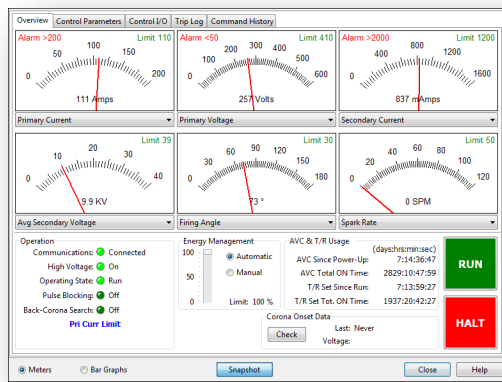 Overview Control Parameters Control I/O Trip Log Command History
Alarm >200 Limit 110
0 50 100 150 200
111 Amps
Primary Current
Alarm <50 Limit 410
0 100 200 300 400 500 600
257 Volts
Primary Voltage
Alarm >2000 Limit 1200
0 400 800 1200 1600
837 mAmps
Secondary Current
Limit 39
0 10 20 30 40
9.9 KV
Avg Secondary Voltage
Limit 30
0 30 60 90 120 150 180
73 °
Firing Angle
Limit 50
0 20 40 60 80 100 120
0 SPM
Spark Rate
Operation
Communications: Connected
High Voltage: On
Operating State: Run
Pulse Blocking: Off
Back-Corona Search: Off
Pri Curr Limit
Energy Management
100
50
0
Automatic
Manual
Limit: 100 %
AVC & T/R Usage
(days:hrs:min:sec)
AVC Since Power-Up: 7:14:36:47
AVC Total ON Time: 2829:10:47:59
T/R Set Since Run: 7:13:59:27
T/R Set Tot. ON Time: 1937:20:42:27
Corona Onset Data
Check
Last: Never
Voltage:
RUN
HALT
Meters Bar Graphs Snapshot Close Help